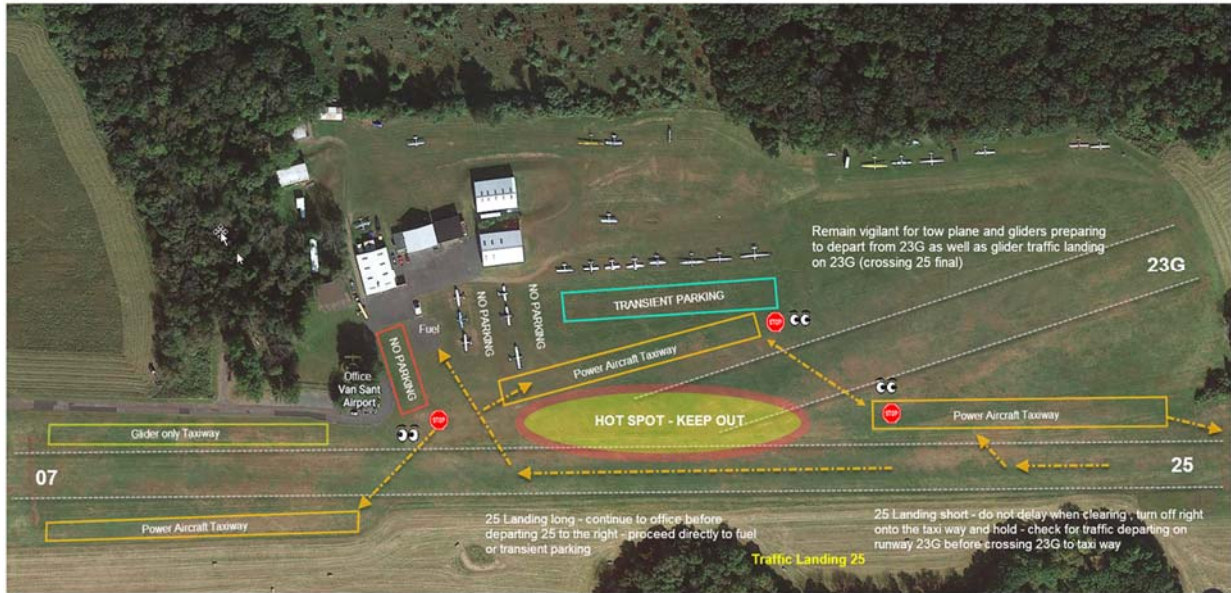 Remain vigilant for tow plane and gliders preparing
to depart from 23G as well as glider traffic landing
on 23G (crossing 25 final)
23G
TRANSIENT PARKING
NO PARKING
NO PARKING
Fuel
STOP
Power Aircraft Taxiway
NO PARKING
Office
Van Sant
Airport
STOP
HOT SPOT - KEEP OUT
STOP
Power Aircraft Taxiway
Glider only Taxiway
07
25
Power Aircraft Taxiway
25 Landing long - continue to office before
departing 25 to the right - proceed directly to fuel
or transient parking
25 Landing short - do not delay when clearing , turn off right
onto the taxi way and hold - check for traffic departing on
runway 23G before crossing 23G to taxi way
Traffic Landing 25